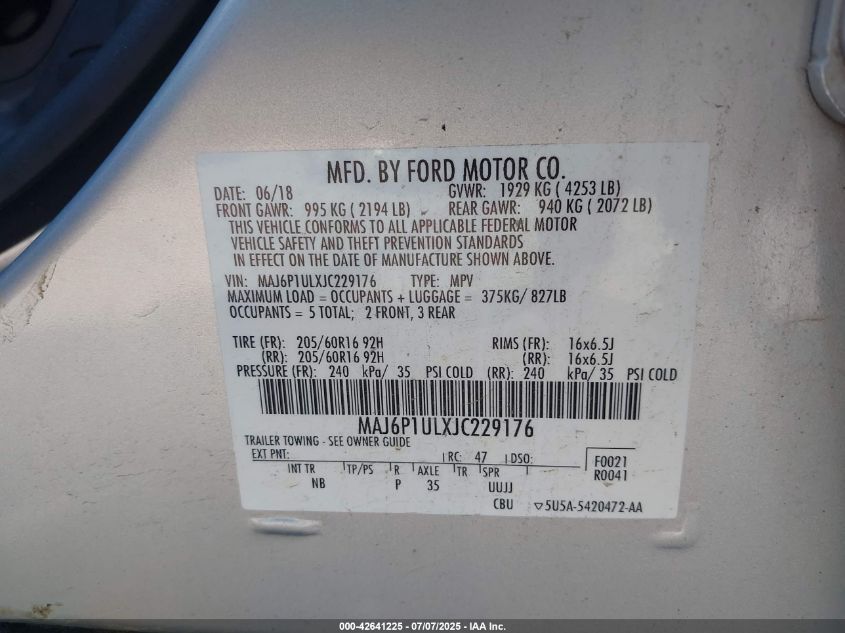 MFD. BY FORD MOTOR CO.
DATE: 06/18 GVWR: 1929 KG ( 4253 LB)
FRONT GAWR: 995 KG ( 2194 LB) REAR GAWR: 940 KG ( 2072 LB)
THIS VEHICLE CONFORMS TO ALL APPLICABLE FEDERAL MOTOR
VEHICLE SAFETY AND THEFT PREVENTION STANDARDS
IN EFFECT ON THE DATE OF MANUFACTURE SHOWN ABOVE.
VIN: MAJ6P1ULXJC229176 TYPE: MPV
MAXIMUM LOAD = OCCUPANTS + LUGGAGE = 375KG/ 827LB
OCCUPANTS = 5 TOTAL; 2 FRONT, 3 REAR
TIRE (FR): 205/60R16 92H RIMS (FR): 16x6.5J
(RR): 205/60R16 92H (RR): 16x6.5J
PRESSURE (FR): 240 kPa/ 35 PSI COLD (RR): 240 kPa/ 35 PSI COLD
MAJ6P1ULXJC229176
TRAILER TOWING - SEE OWNER GUIDE
EXT PNT: RC: 47 DSO: F0021
INT TR TP/PS R AXLE TR SPR R0041
NB P 35 UUJJ
CBU ▽5U5A-5420472-AA
000-42641225 - 07/07/2025 - IAA Inc.